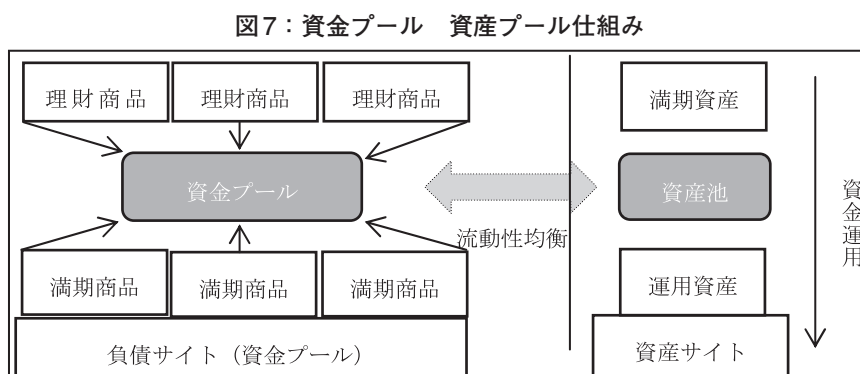 図7：資金プール　資産プール仕組み
理財商品　理財商品　理財商品　満期資産
資金プール　資産池
流動性均衡
資金運用
満期商品　満期商品　満期商品　運用資産
負債サイト（資金プール）　資産サイト